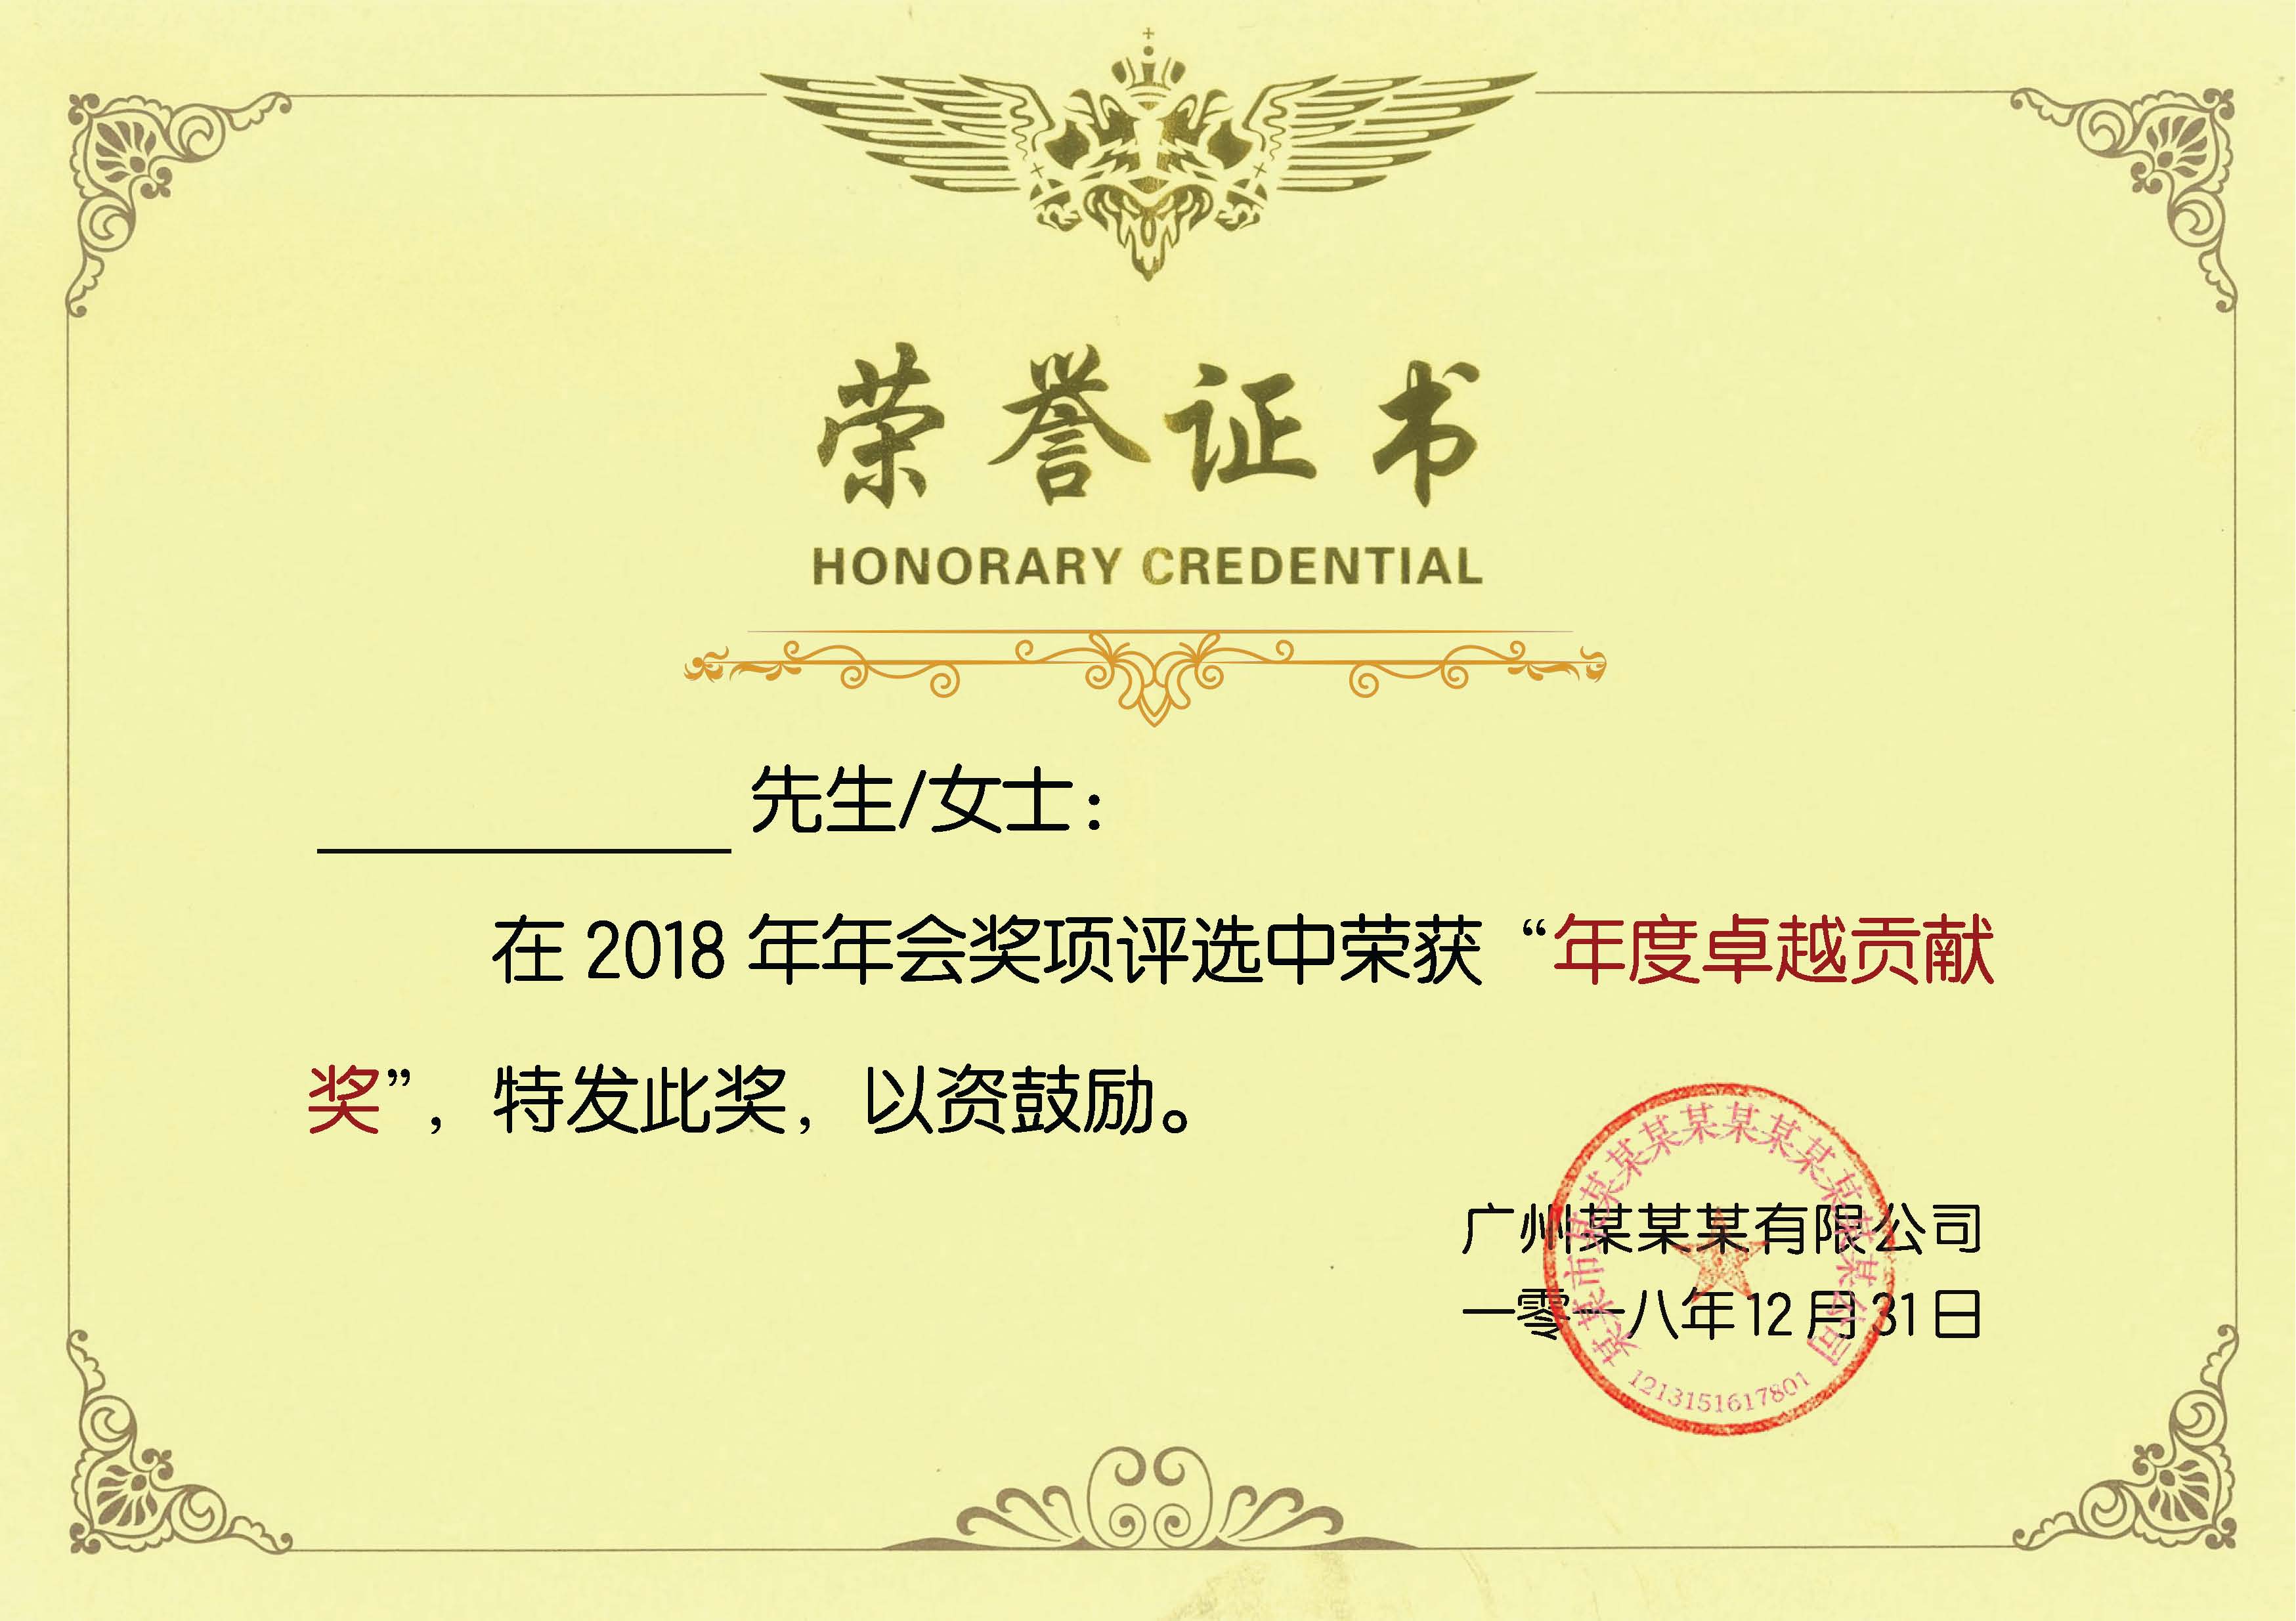 荣誉证书
HONORARY CREDENTIAL
先生/女士：
在 2018 年年会奖项评选中荣获“年度卓越贡献
奖”，特发此奖，以资鼓励。
广州某某某有限公司
一零一八年12月31日
某某市某某某某某某某某某某某公司
1213151617801